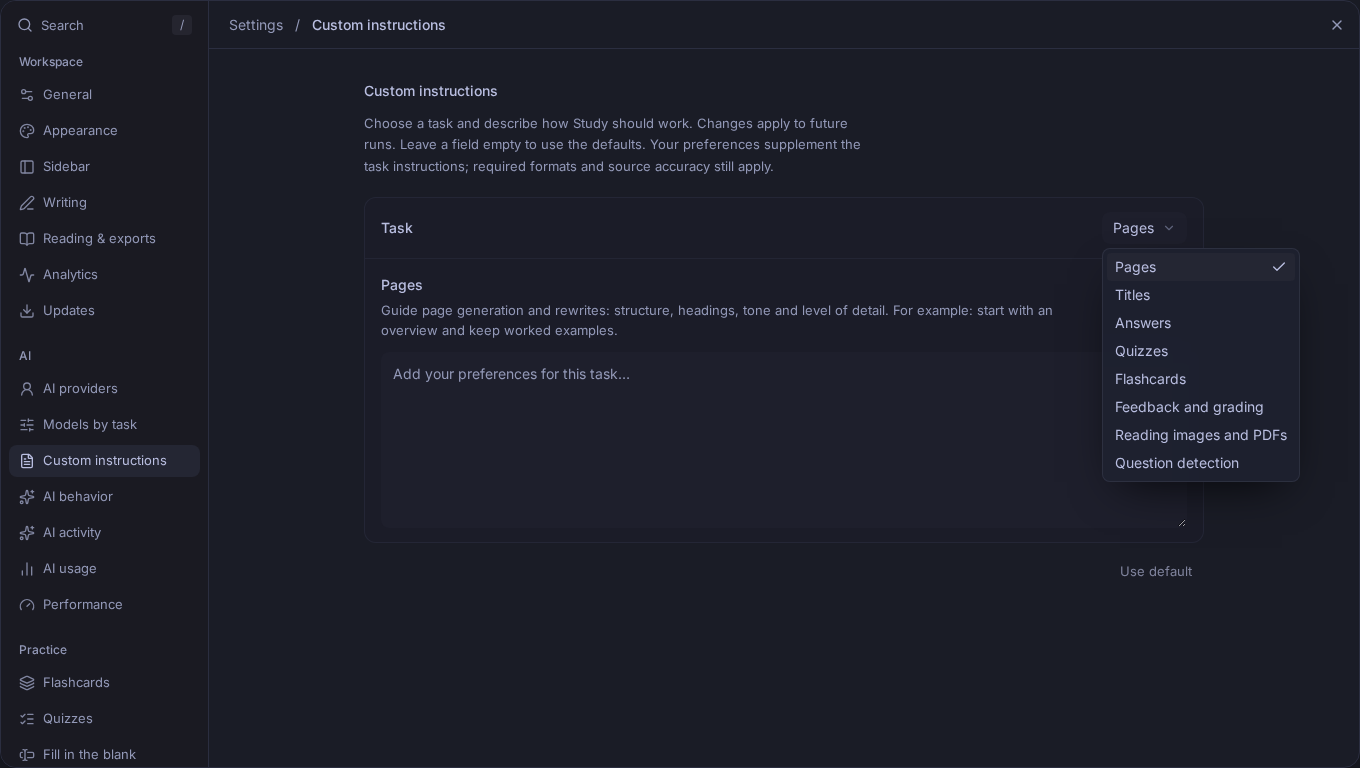 Search
/
Workspace
General
Appearance
Sidebar
Writing
Reading & exports
Analytics
Updates
AI
AI providers
Models by task
Custom instructions
AI behavior
AI activity
AI usage
Performance
Practice
Flashcards
Quizzes
Fill in the blank
Settings / Custom instructions
Custom instructions
Choose a task and describe how Study should work. Changes apply to future
runs. Leave a field empty to use the defaults. Your preferences supplement the
task instructions; required formats and source accuracy still apply.
Task
Pages
Pages
Guide page generation and rewrites: structure, headings, tone and level of detail. For example: start with an
overview and keep worked examples.
Add your preferences for this task...
Pages
Titles
Answers
Quizzes
Flashcards
Feedback and grading
Reading images and PDFs
Question detection
Use default